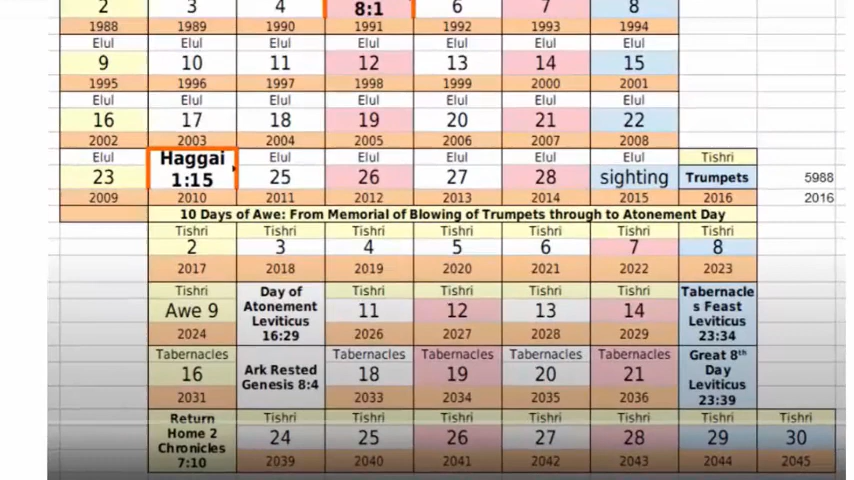 2 3 4 8:1 6 7 8
1988 1989 1990 1991 1992 1993 1994
Elul Elul Elul Elul Elul Elul Elul
9 10 11 12 13 14 15
1995 1996 1997 1998 1999 2000 2001
Elul Elul Elul Elul Elul Elul Elul
16 17 18 19 20 21 22
2002 2003 2004 2005 2006 2007 2008
Elul Haggai Elul Elul Elul Elul Elul Tishri
23 1:15 25 26 27 28 sighting Trumpets 5988
2009 2010 2011 2012 2013 2014 2015 2016 2016
10 Days of Awe: From Memorial of Blowing of Trumpets through to Atonement Day
Tishri Tishri Tishri Tishri Tishri Tishri Tishri
2 3 4 5 6 7 8
2017 2018 2019 2020 2021 2022 2023
Tishri Day of Tishri Tishri Tishri Tishri Tabernacle
Awe 9 Atonement 11 12 13 14 s Feast
Leviticus Leviticus
2024 16:29 2026 2027 2028 2029 23:34
Tabernacles Tabernacles Tabernacles Tabernacles Tabernacles Great 8th
16 Ark Rested 18 19 20 21 Day
Genesis 8:4 Leviticus
2031 2033 2034 2035 2036 23:39
Return Tishri Tishri Tishri Tishri Tishri Tishri Tishri
Home 2 24 25 26 27 28 29 30
Chronicles
7:10 2039 2040 2041 2042 2043 2044 2045